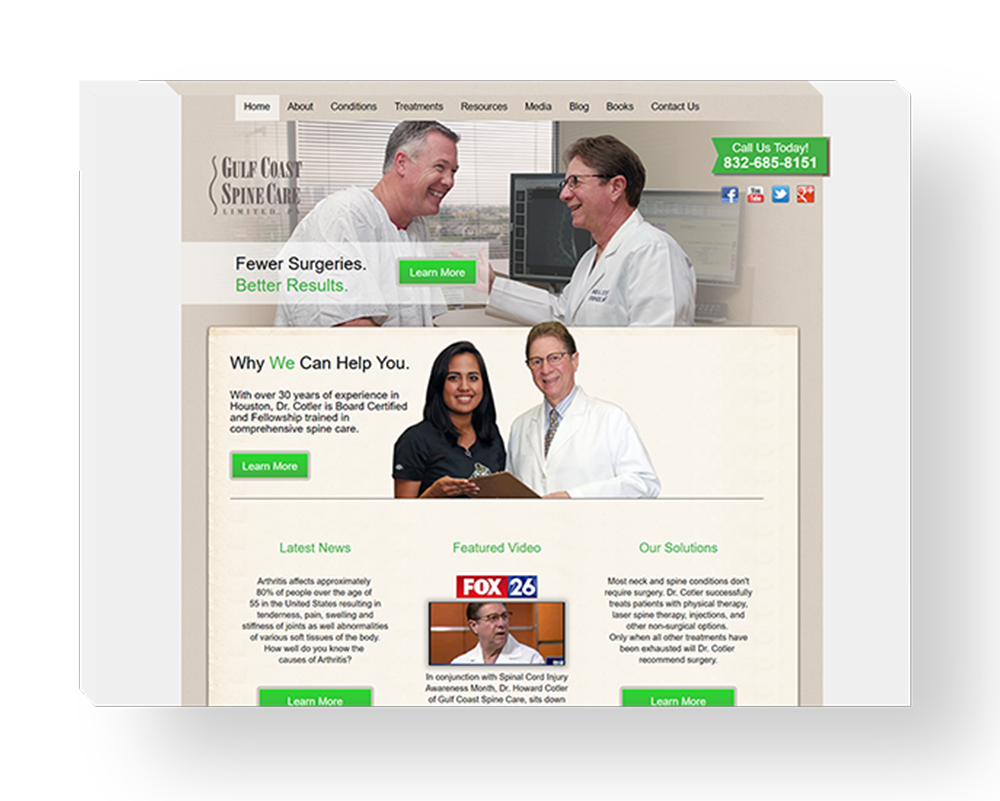 Home About Conditions Treatments Resources Media Blog Books Contact Us
Call Us Today!
832-685-8151
GULF COAST
SPINE CARE
LIMITED, PA
You
Tube
Fewer Surgeries.
Better Results.
Learn More
Why We Can Help You.
With over 30 years of experience in
Houston, Dr. Cotler is Board Certified
and Fellowship trained in
comprehensive spine care.
Learn More
Latest News
Arthritis affects approximately
80% of people over the age of
55 in the United States resulting in
tenderness, pain, swelling and
stiffness of joints as well abnormalities
of various soft tissues of the body.
How well do you know the
causes of Arthritis?
Learn More
Featured Video
FOX 26
In conjunction with Spinal Cord Injury
Awareness Month, Dr. Howard Cotler
of Gulf Coast Spine Care, sits down
Our Solutions
Most neck and spine conditions don't
require surgery. Dr. Cotler successfully
treats patients with physical therapy,
laser spine therapy, injections, and
other non-surgical options.
Only when all other treatments have
been exhausted will Dr. Cotler
recommend surgery.
Learn More